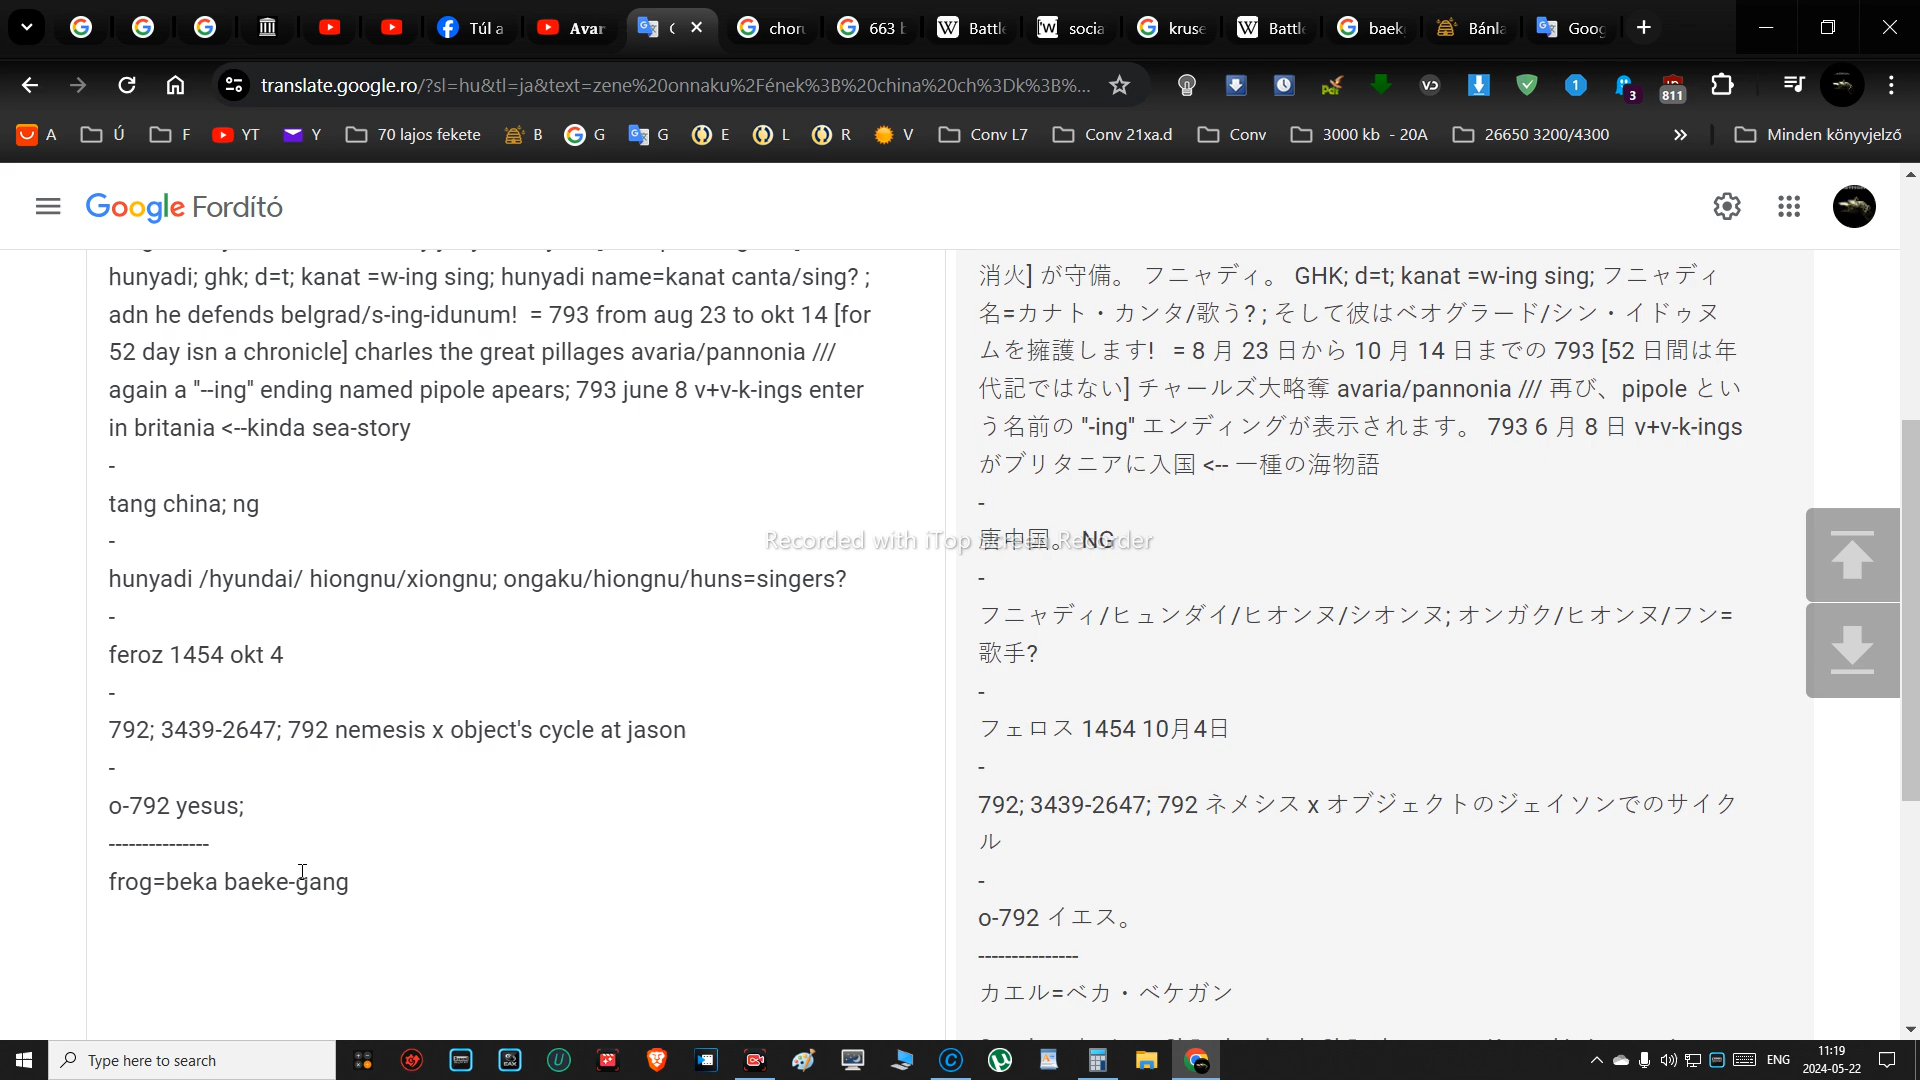 Túl a
Avar
chor
663 b
Battle
socia
kruse
Battle
baek
Bánla
Goog
translate.google.ro/?sl=hu&tl=ja&text=zene%20onnaku%2Fének%3B%20china%20ch%3Dk%3B%...
3
811
A
Ú
F
YT
Y
70 lajos fekete
B
G
G
E
L
R
V
Conv L7
Conv 21xa.d
Conv
3000 kb - 20A
26650 3200/4300
»
Minden könyvjelző
Google Fordító
hunyadi; ghk; d=t; kanat =w-ing sing; hunyadi name=kanat canta/sing? ;
adn he defends belgrad/s-ing-idunum!  = 793 from aug 23 to okt 14 [for
52 day isn a chronicle] charles the great pillages avaria/pannonia ///
again a "--ing" ending named pipole apears; 793 june 8 v+v-k-ings enter
in britania <--kinda sea-story
-
tang china; ng
-
hunyadi /hyundai/ hiongnu/xiongnu; ongaku/hiongnu/huns=singers?
-
feroz 1454 okt 4
-
792; 3439-2647; 792 nemesis x object's cycle at jason
-
o-792 yesus;
---------------
frog=beka baeke-gang
消火] が守備。 フニャディ。 GHK; d=t; kanat =w-ing sing; フニャディ
名=カナト・カンタ/歌う? ; そして彼はベオグラード/シン・イドゥヌ
ムを擁護します!  = 8 月 23 日から 10 月 14 日までの 793 [52 日間は年
代記ではない] チャールズ大略奪 avaria/pannonia /// 再び、pipole とい
う名前の "-ing" エンディングが表示されます。 793 6 月 8 日 v+v-k-ings
がブリタニアに入国 <-- 一種の海物語
-
唐中国。 NG
-
フニャディ/ヒュンダイ/ヒオンヌ/シオンヌ; オンガク/ヒオンヌ/フン=
歌手?
-
フェロス 1454 10月4日
-
792; 3439-2647; 792 ネメシス x オブジェクトのジェイソンでのサイク
ル
-
o-792 イエス。
---------------
カエル=ベカ・ベケガン
Recorded with iTop Screen Recorder
Type here to search
ENG
11:19
2024-05-22